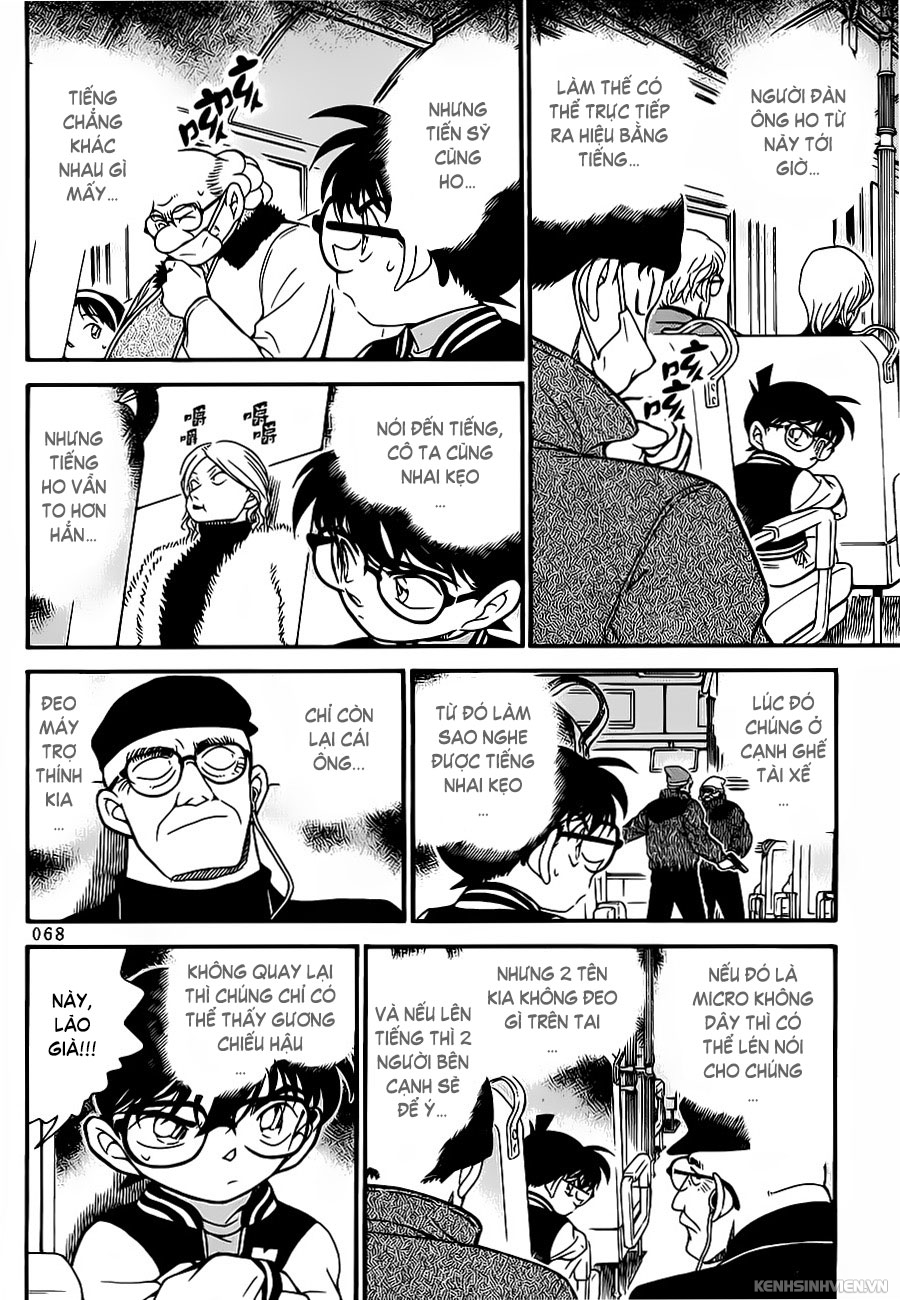 NGƯỜI ĐÀN
ÔNG HO TỪ
NÃY TỚI
GIỜ...
LÀM THẾ CÓ
THỂ TRỰC TIẾP
RA HIỆU BẰNG
TIẾNG...
NHƯNG
TIẾN SỲ
CŨNG
HO...
TIẾNG
CHẲNG
KHÁC
NHAU GÌ
MẤY...
NÓI ĐẾN TIẾNG,
CÔ TA CŨNG
NHAI KẸO
...
嚼
嚼
嚼
NHƯNG
TIẾNG
HO VẪN
TO HƠN
HẲN...
LÚC ĐÓ
CHÚNG Ở
CẠNH GHẾ
TÀI XẾ
...
TỪ ĐÓ LÀM
SAO NGHE
ĐƯỢC TIẾNG
NHAI KẸO
...
CHỈ CÒN
LẠI CÁI
ÔNG...
ĐEO
MÁY
TRỢ
THÍNH
KIA
...
068
NẾU ĐÓ LÀ
MICRO KHÔNG
DÂY THÌ CÓ
THỂ LÉN NÓI
CHO CHÚNG
...
NHƯNG 2 TÊN
KIA KHÔNG ĐEO
GÌ TRÊN TAI
...
VÀ NẾU LÊN
TIẾNG THÌ 2
NGƯỜI BÊN
CẠNH SẼ
ĐỂ Ý...
KHÔNG QUAY LẠI
THÌ CHÚNG CHỈ CÓ
THỂ THẤY GƯƠNG
CHIẾU HẬU
...
NÀY,
LÃO
GIÀ!!!
KENHSINHVIEN.VN